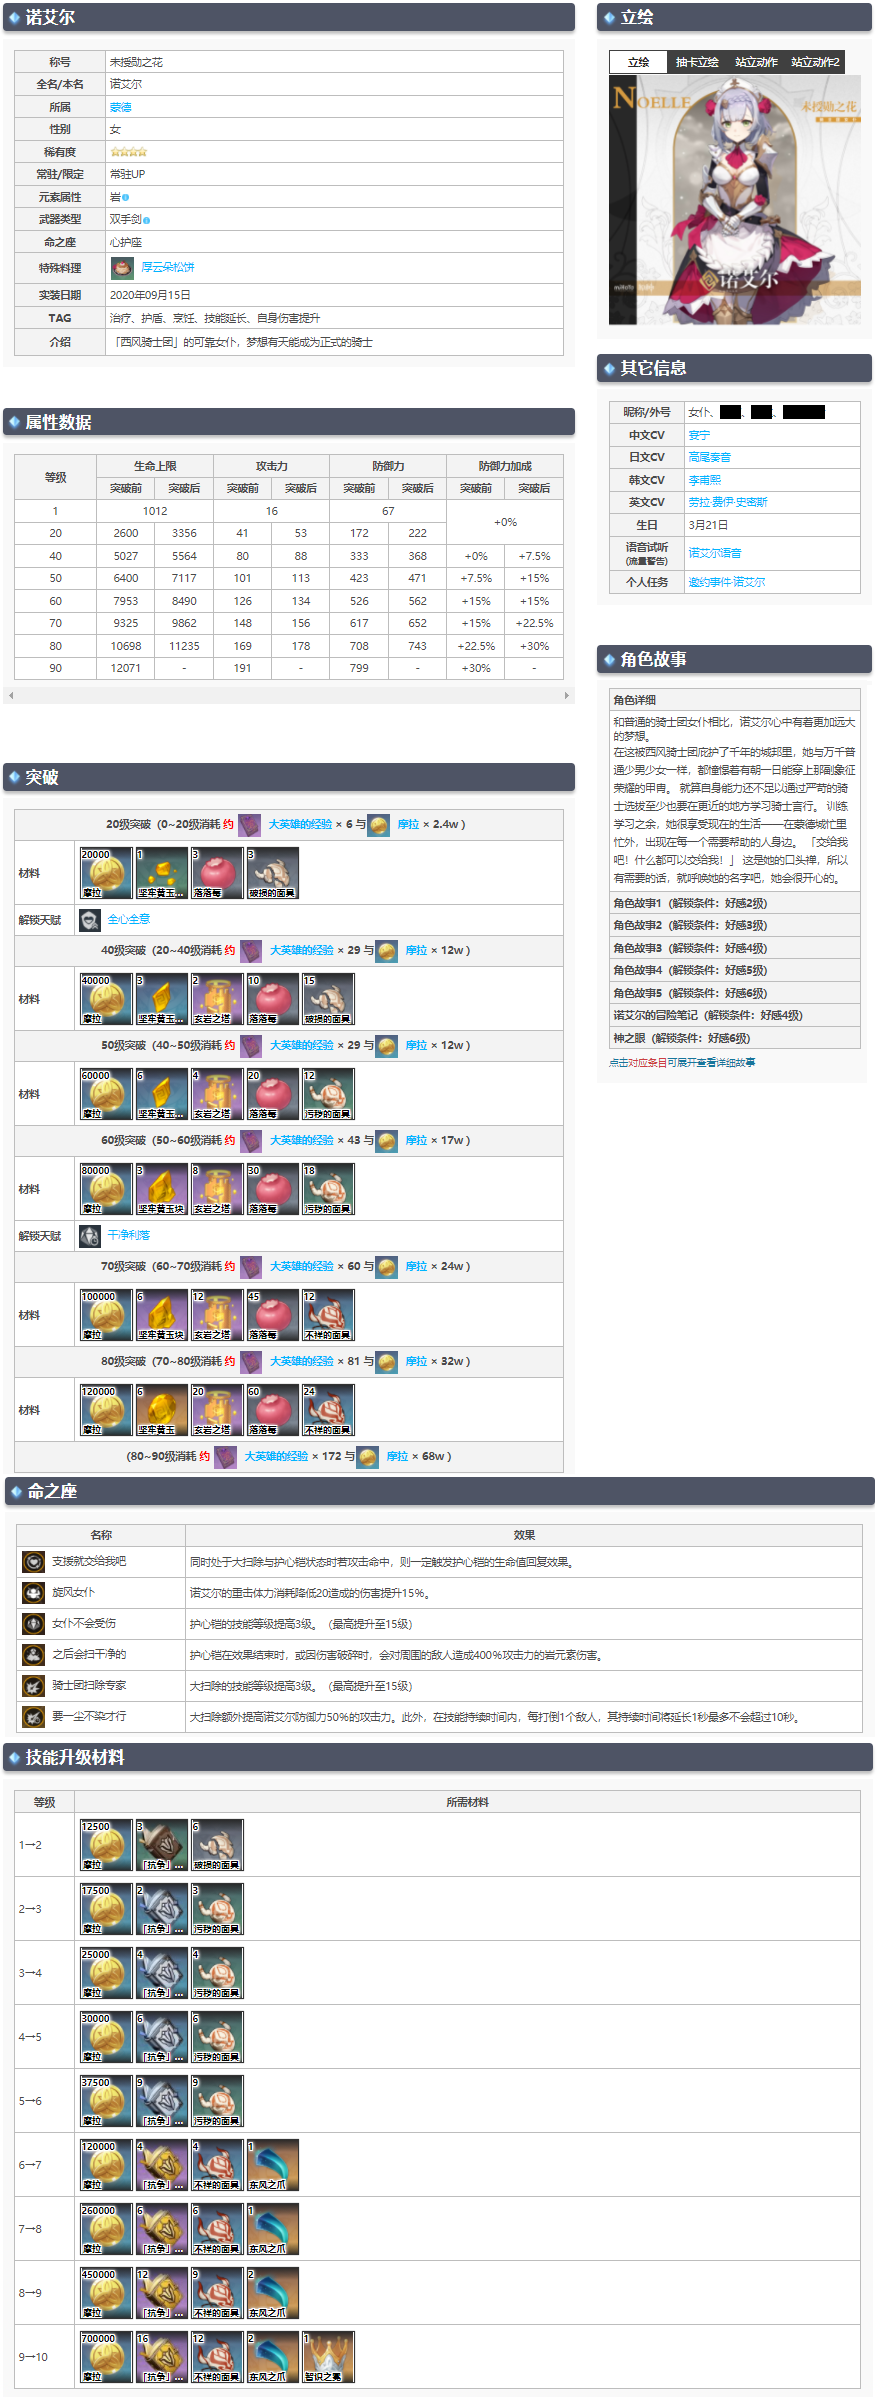 诺艾尔
称号 未授勋之花
全名/本名 诺艾尔
所属 蒙德
性别 女
稀有度
常驻/限定 常驻UP
元素属性 岩
武器类型 双手剑
命之座 心护座
特殊料理 厚云朵松饼
实装日期 2020年09月15日
TAG 治疗、护盾、烹饪、技能延长、自身伤害提升
介绍 「西风骑士团」的可靠女仆，梦想有天能成为正式的骑士
属性数据
等级 生命上限 攻击力 防御力 防御力加成
突破前 突破后 突破前 突破后 突破前 突破后 突破前 突破后
1 1012 16 67 +0%
20 2600 3356 41 53 172 222
40 5027 5564 80 88 333 368 +0% +7.5%
50 6400 7117 101 113 423 471 +7.5% +15%
60 7953 8490 126 134 526 562 +15% +15%
70 9325 9862 148 156 617 652 +15% +22.5%
80 10698 11235 169 178 708 743 +22.5% +30%
90 12071 - 191 - 799 - +30% -
突破
20级突破（0~20级消耗 约 大英雄的经验 × 6 与 摩拉 × 2.4w ）
材料 20000 摩拉 1 坚牢黄玉... 3 落落莓 3 破损的面具
解锁天赋 全心全意
40级突破（20~40级消耗 约 大英雄的经验 × 29 与 摩拉 × 12w ）
材料 40000 摩拉 3 坚牢黄玉... 2 玄岩之塔 10 落落莓 15 破损的面具
50级突破（40~50级消耗 约 大英雄的经验 × 29 与 摩拉 × 12w ）
材料 60000 摩拉 6 坚牢黄玉... 4 玄岩之塔 20 落落莓 12 污秽的面具
60级突破（50~60级消耗 约 大英雄的经验 × 43 与 摩拉 × 17w ）
材料 80000 摩拉 3 坚牢黄玉块 8 玄岩之塔 30 落落莓 18 污秽的面具
解锁天赋 干净利落
70级突破（60~70级消耗 约 大英雄的经验 × 60 与 摩拉 × 24w ）
材料 100000 摩拉 6 坚牢黄玉块 12 玄岩之塔 45 落落莓 12 不祥的面具
80级突破（70~80级消耗 约 大英雄的经验 × 81 与 摩拉 × 32w ）
材料 120000 摩拉 6 坚牢黄玉 20 玄岩之塔 60 落落莓 24 不祥的面具
(80~90级消耗 约 大英雄的经验 × 172 与 摩拉 × 68w ）
立绘
立绘 抽卡立绘 站立动作 站立动作2
NOELLE
未授勋之花
诺艾尔
其它信息
昵称/外号 女仆、 、 、
中文CV 宴宁
日文CV 高尾奏音
韩文CV 李甫熙
英文CV 劳拉·费伊·史密斯
生日 3月21日
语音试听 诺艾尔语音
(流量警告)
个人任务 邀约事件·诺艾尔
角色故事
角色详细
和普通的骑士团女仆相比，诺艾尔心中有着更加远大
的梦想。
在这被西风骑士团庇护了千年的城邦里，她与万千普
通少男少女一样，都憧憬着有朝一日能穿上那副象征
荣耀的甲胄。 就算自身能力还不足以通过严苛的骑
士选拔至少也要在更近的地方学习骑士言行。 训练
学习之余，她很享受现在的生活——在蒙德城忙里
忙外，出现在每一个需要帮助的人身边。 「交给我
吧！什么都可以交给我！」 这是她的口头禅，所以
有需要的话，就呼唤她的名字吧，她会很开心的。
角色故事1（解锁条件：好感2级）
角色故事2（解锁条件：好感3级）
角色故事3（解锁条件：好感4级）
角色故事4（解锁条件：好感5级）
角色故事5（解锁条件：好感6级）
诺艾尔的冒险笔记（解锁条件：好感4级）
神之眼（解锁条件：好感6级）
点击对应条目可展开查看详细故事
命之座
名称 效果
支援就交给我吧 同时处于大扫除与护心铠状态时若攻击命中，则一定触发护心铠的生命值回复效果。
旋风女仆 诺艾尔的重击体力消耗降低20造成的伤害提升15%。
女仆不会受伤 护心铠的技能等级提高3级。（最高提升至15级）
之后会扫干净的 护心铠在效果结束时，或因伤害破碎时，会对周围的敌人造成400%攻击力的岩元素伤害。
骑士团扫除专家 大扫除的技能等级提高3级。（最高提升至15级）
要一尘不染才行 大扫除额外提高诺艾尔防御力50%的攻击力。此外，在技能持续时间内，每打倒1个敌人，其持续时间将延长1秒最多不会超过10秒。
技能升级材料
等级 所需材料
1→2 12500 摩拉 3 「抗争」... 6 破损的面具
2→3 17500 摩拉 2 「抗争」... 3 污秽的面具
3→4 25000 摩拉 4 「抗争」... 4 污秽的面具
4→5 30000 摩拉 6 「抗争」... 6 污秽的面具
5→6 37500 摩拉 9 「抗争」... 9 污秽的面具
6→7 120000 摩拉 4 「抗争」... 4 不祥的面具 1 东风之爪
7→8 260000 摩拉 6 「抗争」... 6 不祥的面具 1 东风之爪
8→9 450000 摩拉 12 「抗争」... 9 不祥的面具 2 东风之爪
9→10 700000 摩拉 16 「抗争」... 12 不祥的面具 2 东风之爪 1 智识之冕